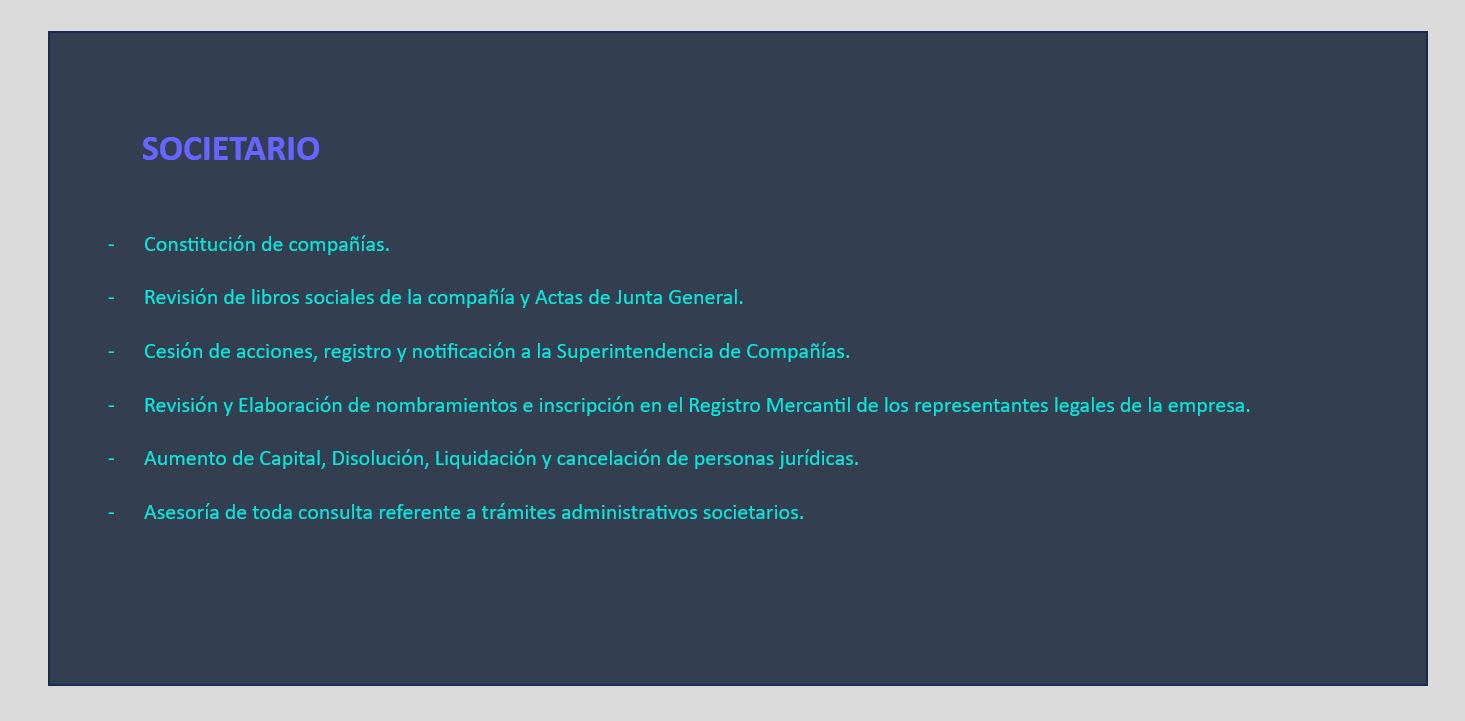 SOCIETARIO
- Constitución de compañías.
- Revisión de libros sociales de la compañía y Actas de Junta General.
- Cesión de acciones, registro y notificación a la Superintendencia de Compañías.
- Revisión y Elaboración de nombramientos e inscripción en el Registro Mercantil de los representantes legales de la empresa.
- Aumento de Capital, Disolución, Liquidación y cancelación de personas jurídicas.
- Asesoría de toda consulta referente a trámites administrativos societarios.